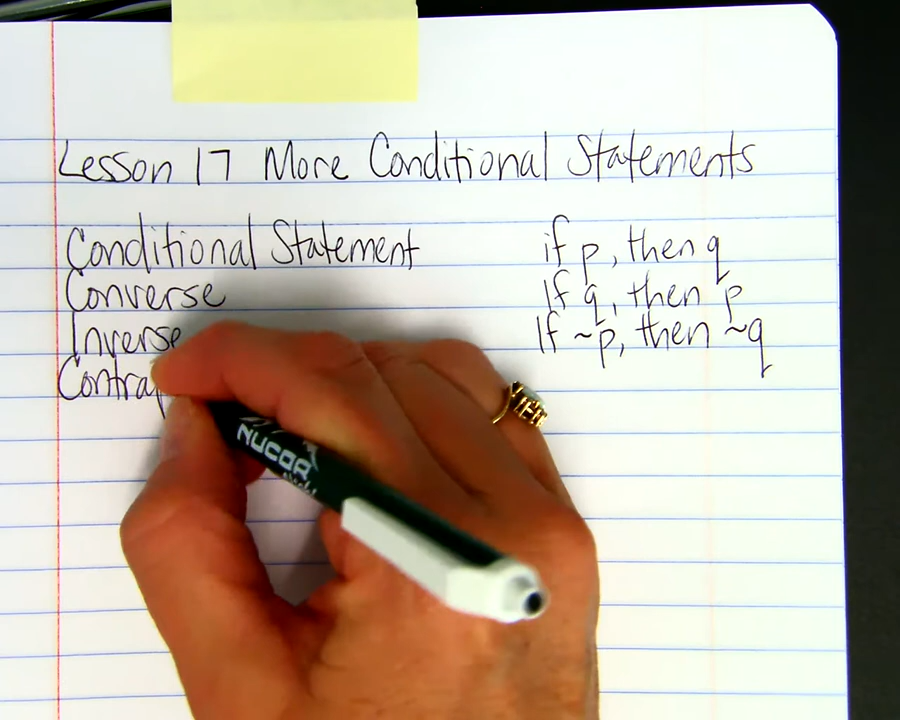 Lesson 17 More Conditional Statements
Conditional Statement if p, then q
Converse If q, then p
Inverse If ~p, then ~q
Contrap
NUCOR